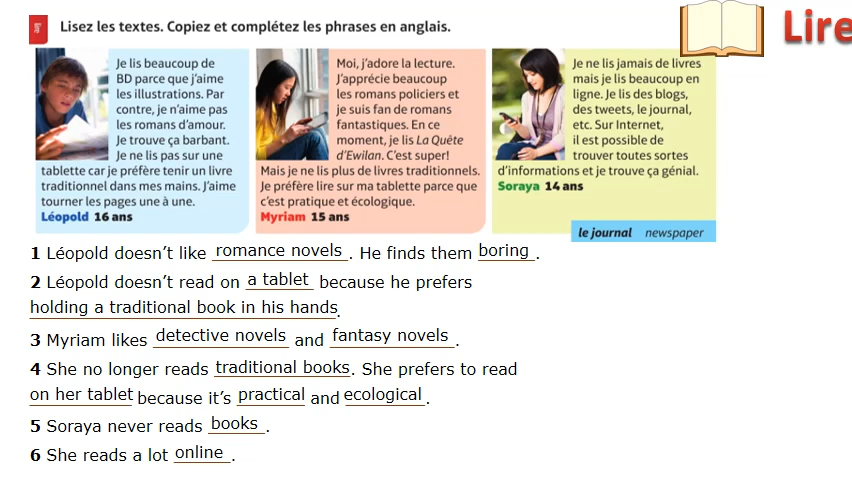 Lisez les textes. Copiez et complétez les phrases en anglais.
Lire
Je lis beaucoup de
BD parce que j'aime
les illustrations. Par
contre, je n'aime pas
les romans d'amour.
Je trouve ça barbant.
Je ne lis pas sur une
tablette car je préfère tenir un livre
traditionnel dans mes mains. J'aime
tourner les pages une à une.
Léopold 16 ans
Moi, j'adore la lecture.
J'apprécie beaucoup
les romans policiers et
je suis fan de romans
fantastiques. En ce
moment, je lis La Quête
d'Ewilan. C'est super!
Mais je ne lis plus de livres traditionnels.
Je préfère lire sur ma tablette parce que
c'est pratique et écologique.
Myriam 15 ans
Je ne lis jamais de livres
mais je lis beaucoup en
ligne. Je lis des blogs,
des tweets, le journal,
etc. Sur Internet,
il est possible de
trouver toutes sortes
d'informations et je trouve ça génial.
Soraya 14 ans
le journal newspaper
1 Léopold doesn't like romance novels. He finds them boring.
2 Léopold doesn't read on a tablet because he prefers
holding a traditional book in his hands.
3 Myriam likes detective novels and fantasy novels.
4 She no longer reads traditional books. She prefers to read
on her tablet because it's practical and ecological.
5 Soraya never reads books.
6 She reads a lot online.